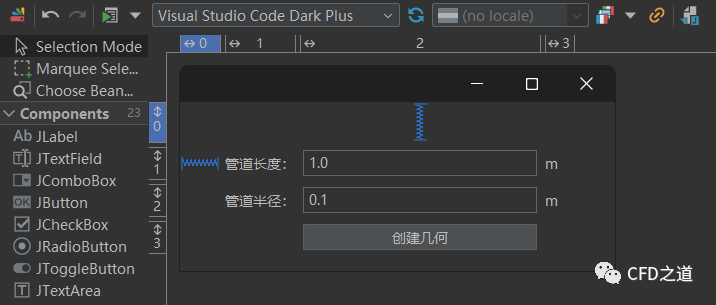 Visual Studio Code Dark Plus
(no locale)
Selection Mode
Marquee Sele...
Choose Bean...
Components 23
Ab JLabel
JTextField
JComboBox
OK JButton
JCheckBox
JRadioButton
JToggleButton
T JTextArea
0 1 2 3
0
1
2
3
管道长度： 1.0 m
管道半径： 0.1 m
创建几何
CFD之道